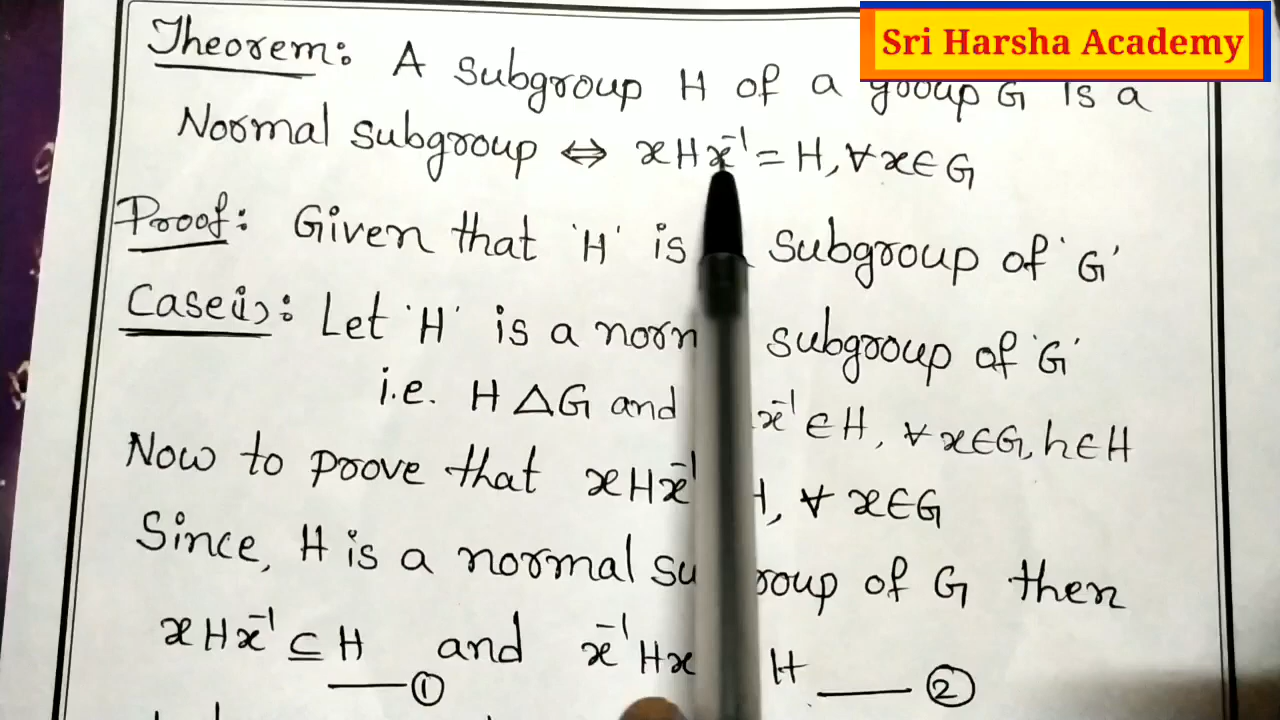 Sri Harsha Academy
Theorem: A subgroup H of a group G is a
Normal subgroup ⇔ xHx⁻¹ = H, ∀ x∈G
Proof: Given that 'H' is subgroup of 'G'
Case(i): Let 'H' is a norm subgroup of 'G'
i.e. H △ G and x⁻¹ ∈ H, ∀ x∈G, h∈H
Now to prove that xHx⁻¹ H, ∀ x∈G
Since, H is a normal su roup of G then
xHx⁻¹ ⊆ H and x⁻¹Hx H —— ②
—— ①